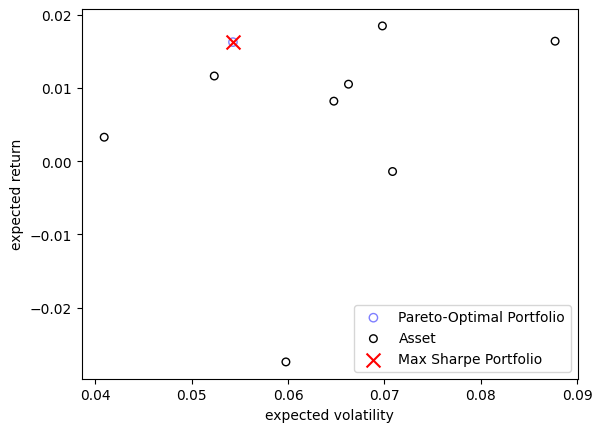 0.02
0.01
0.00
−0.01
−0.02
expected return
0.04
0.05
0.06
0.07
0.08
0.09
expected volatility
Pareto-Optimal Portfolio
Asset
Max Sharpe Portfolio